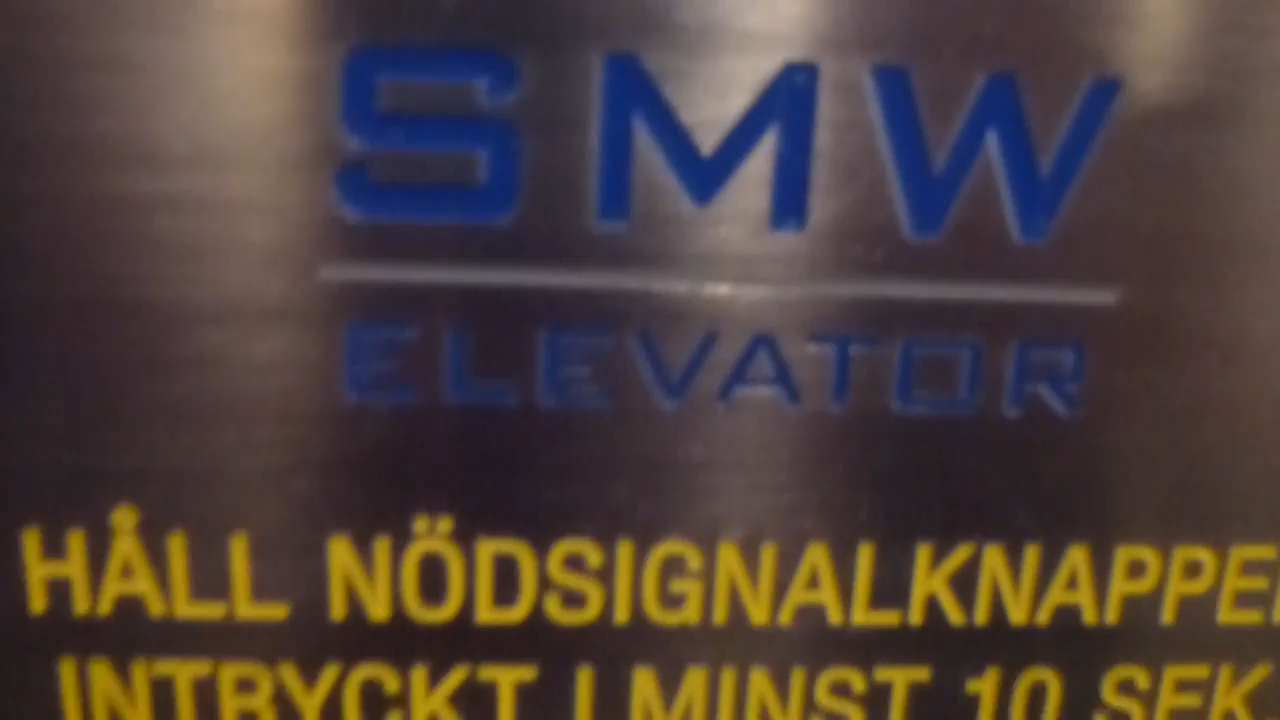 SMW
ELEVATOR
HÅLL NÖDSIGNALKNAPPE
INTRYCKT I MINST 10 SEK.